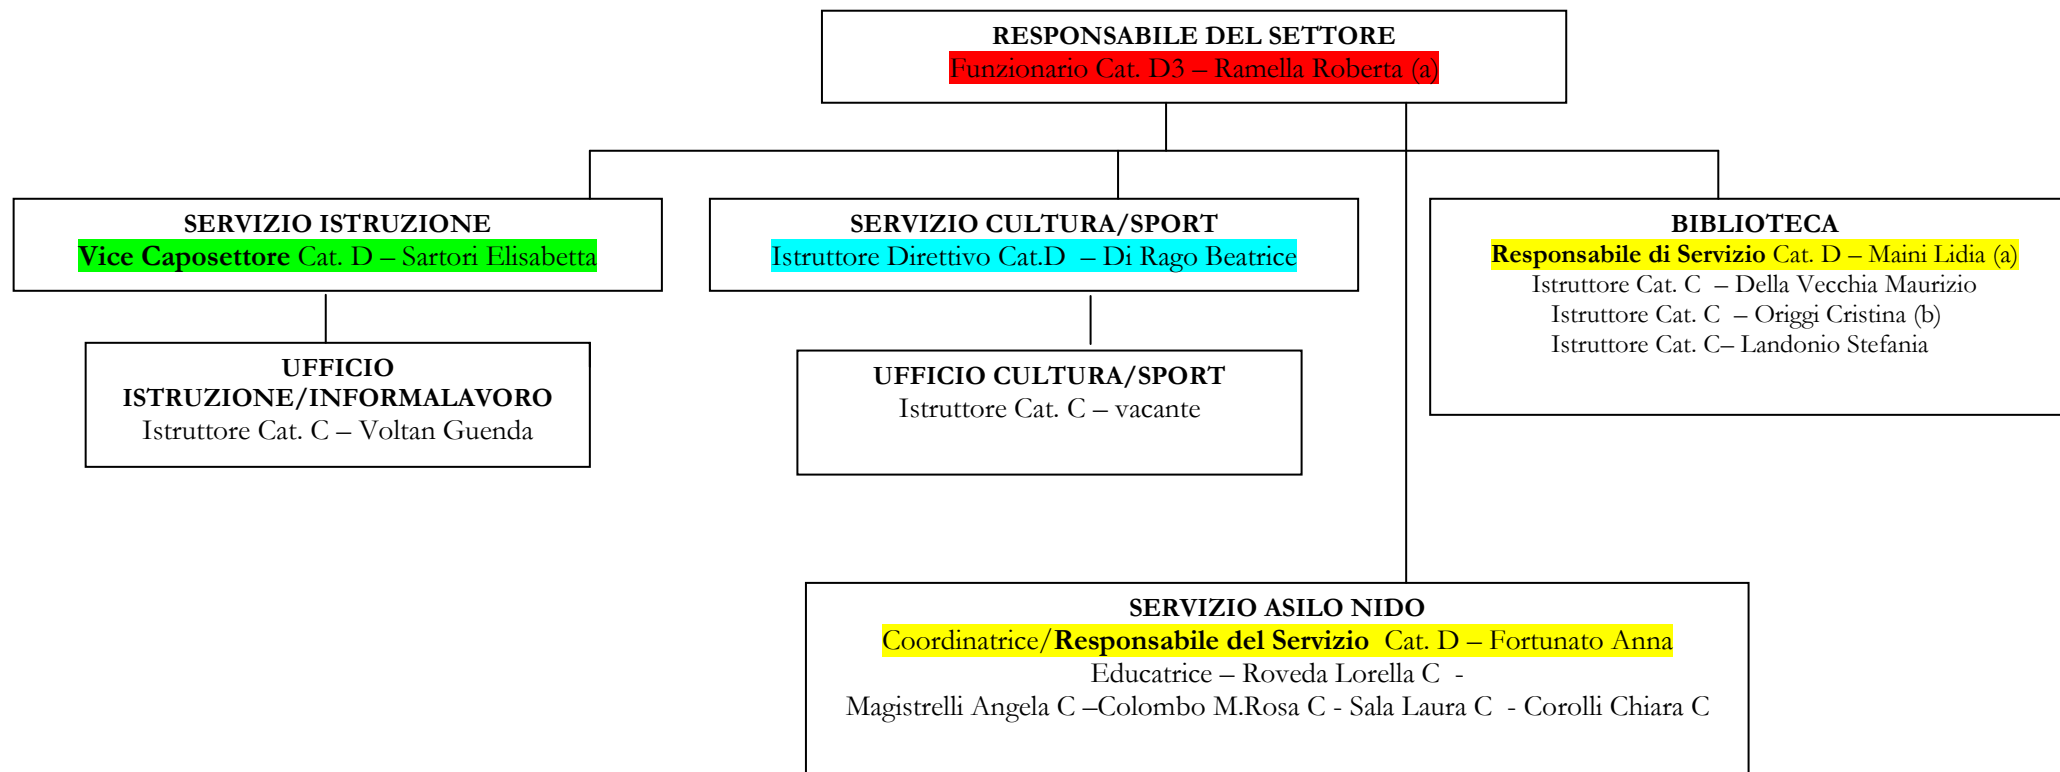 RESPONSABILE DEL SETTORE
Funzionario Cat. D3 – Ramella Roberta (a)
SERVIZIO ISTRUZIONE
Vice Caposettore Cat. D – Sartori Elisabetta
SERVIZIO CULTURA/SPORT
Istruttore Direttivo Cat.D – Di Rago Beatrice
BIBLIOTECA
Responsabile di Servizio Cat. D – Maini Lidia (a)
Istruttore Cat. C – Della Vecchia Maurizio
Istruttore Cat. C – Origgi Cristina (b)
Istruttore Cat. C– Landonio Stefania
UFFICIO
ISTRUZIONE/INFORMALAVORO
Istruttore Cat. C – Voltan Guenda
UFFICIO CULTURA/SPORT
Istruttore Cat. C – vacante
SERVIZIO ASILO NIDO
Coordinatrice/Responsabile del Servizio Cat. D – Fortunato Anna
Educatrice – Roveda Lorella C -
Magistrelli Angela C –Colombo M.Rosa C - Sala Laura C - Corolli Chiara C